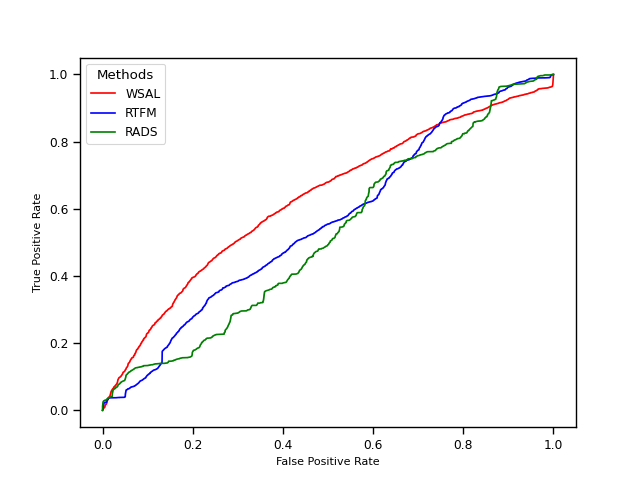 Methods
WSAL
RTFM
RADS
True Positive Rate
1.0
0.8
0.6
0.4
0.2
0.0
0.0 0.2 0.4 0.6 0.8 1.0
False Positive Rate